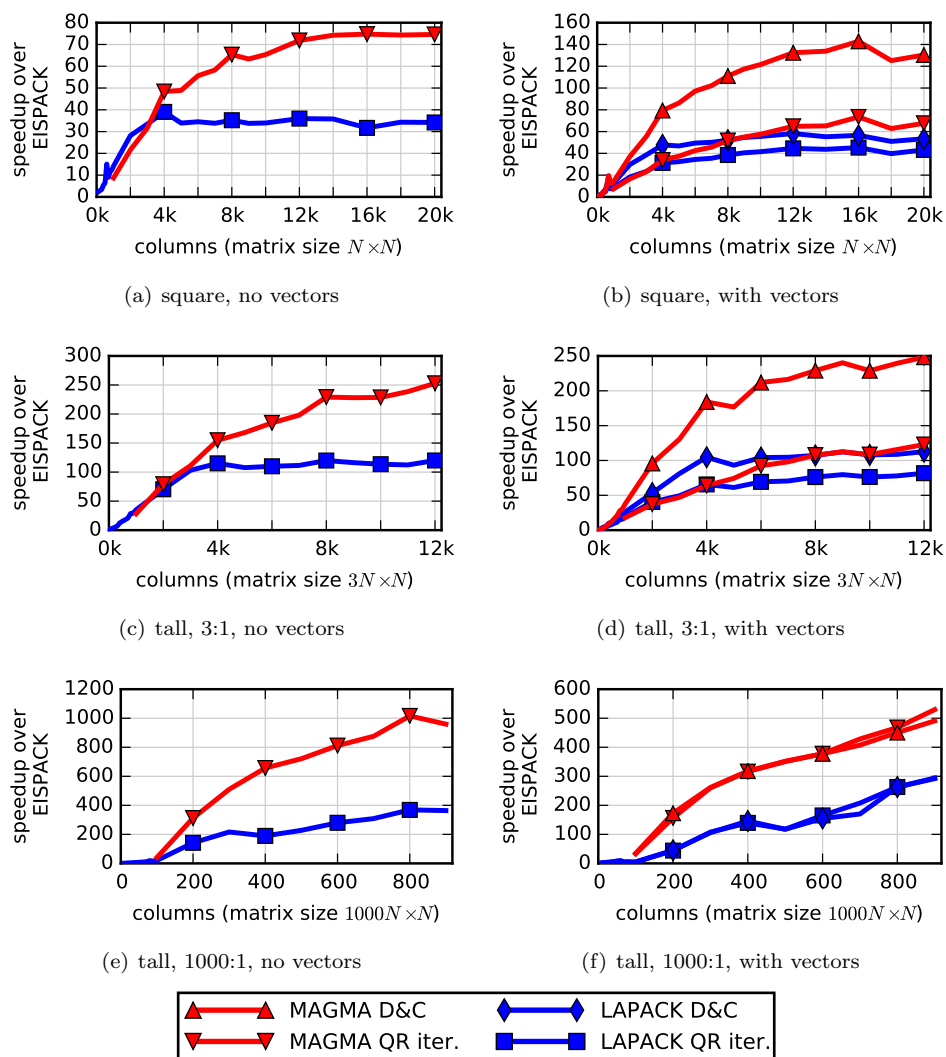 speedup over
EISPACK
80
70
60
50
40
30
20
10
0
0k 4k 8k 12k 16k 20k
columns (matrix size N×N)
(a) square, no vectors
speedup over
EISPACK
160
140
120
100
80
60
40
20
0
0k 4k 8k 12k 16k 20k
columns (matrix size N×N)
(b) square, with vectors
speedup over
EISPACK
300
250
200
150
100
50
0
0k 4k 8k 12k
columns (matrix size 3N×N)
(c) tall, 3:1, no vectors
speedup over
EISPACK
250
200
150
100
50
0
0k 4k 8k 12k
columns (matrix size 3N×N)
(d) tall, 3:1, with vectors
speedup over
EISPACK
1200
1000
800
600
400
200
0
0 200 400 600 800
columns (matrix size 1000N×N)
(e) tall, 1000:1, no vectors
speedup over
EISPACK
600
500
400
300
200
100
0
0 200 400 600 800
columns (matrix size 1000N×N)
(f) tall, 1000:1, with vectors
MAGMA D&C
LAPACK D&C
MAGMA QR iter.
LAPACK QR iter.